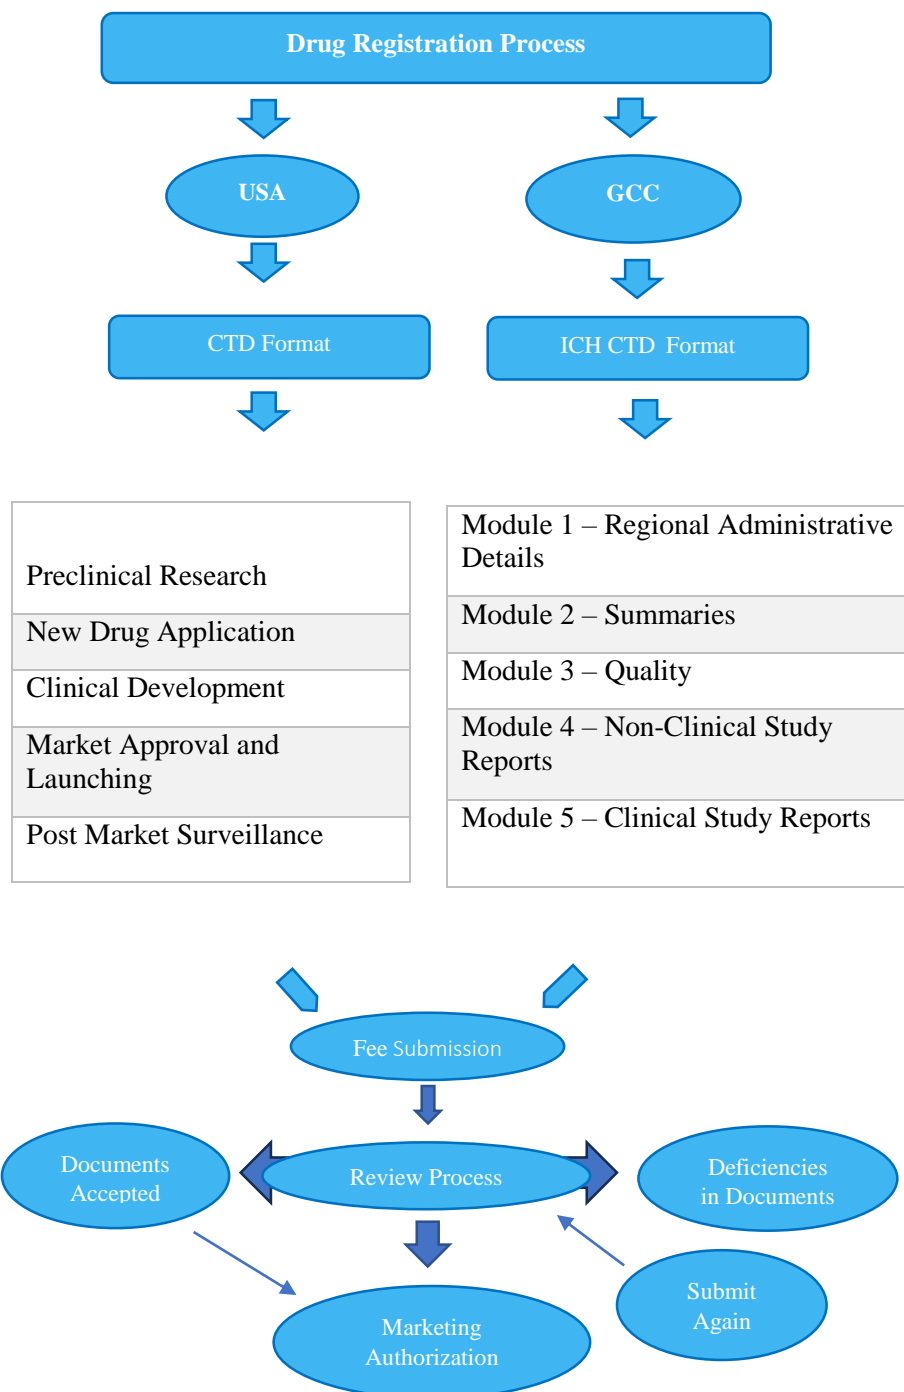 Drug Registration Process
USA
GCC
CTD Format
ICH CTD  Format
Preclinical Research
New Drug Application
Clinical Development
Market Approval and
Launching
Post Market Surveillance
Module 1 – Regional Administrative
Details
Module 2 – Summaries
Module 3 – Quality
Module 4 – Non-Clinical Study
Reports
Module 5 – Clinical Study Reports
Fee Submission
Documents
Accepted
Review Process
Deficiencies
in Documents
Submit
Again
Marketing
Authorization